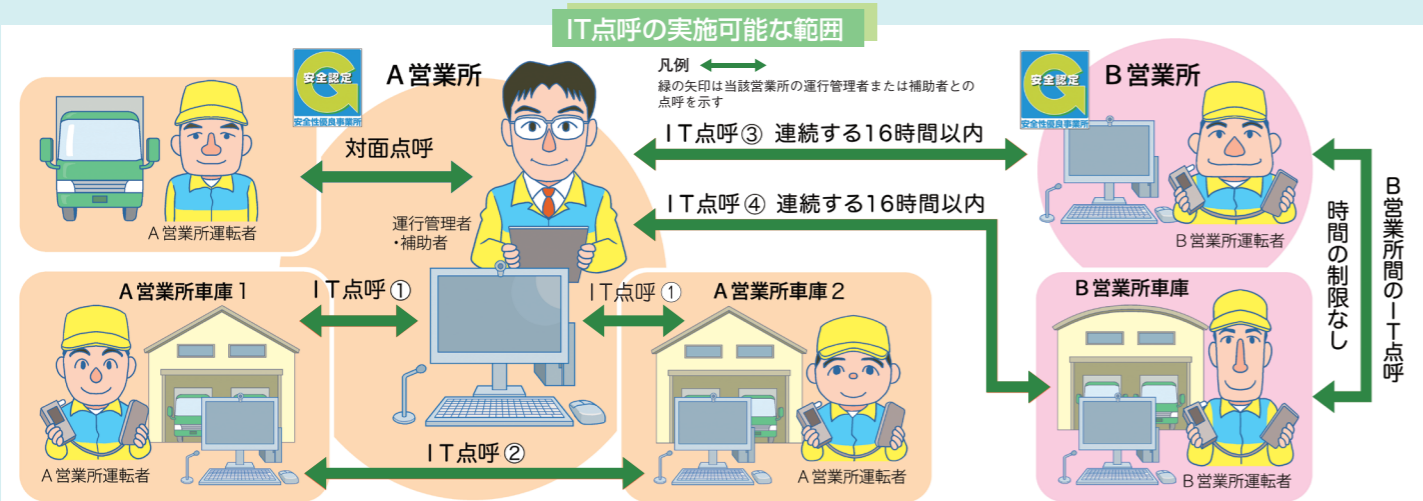 IT点呼の実施可能な範囲
安全認定
安全性優良事業所
A営業所
凡例
緑の矢印は当該営業所の運行管理者または補助者との
点呼を示す
安全認定
安全性優良事業所
B営業所
対面点呼
A営業所運転者
運行管理者
・補助者
IT点呼③ 連続する16時間以内
IT点呼④ 連続する16時間以内
B営業所運転者
B営業所間のIT点呼
時間の制限なし
A営業所車庫1
IT点呼①
IT点呼①
A営業所車庫2
B営業所車庫
A営業所運転者
IT点呼②
A営業所運転者
B営業所運転者